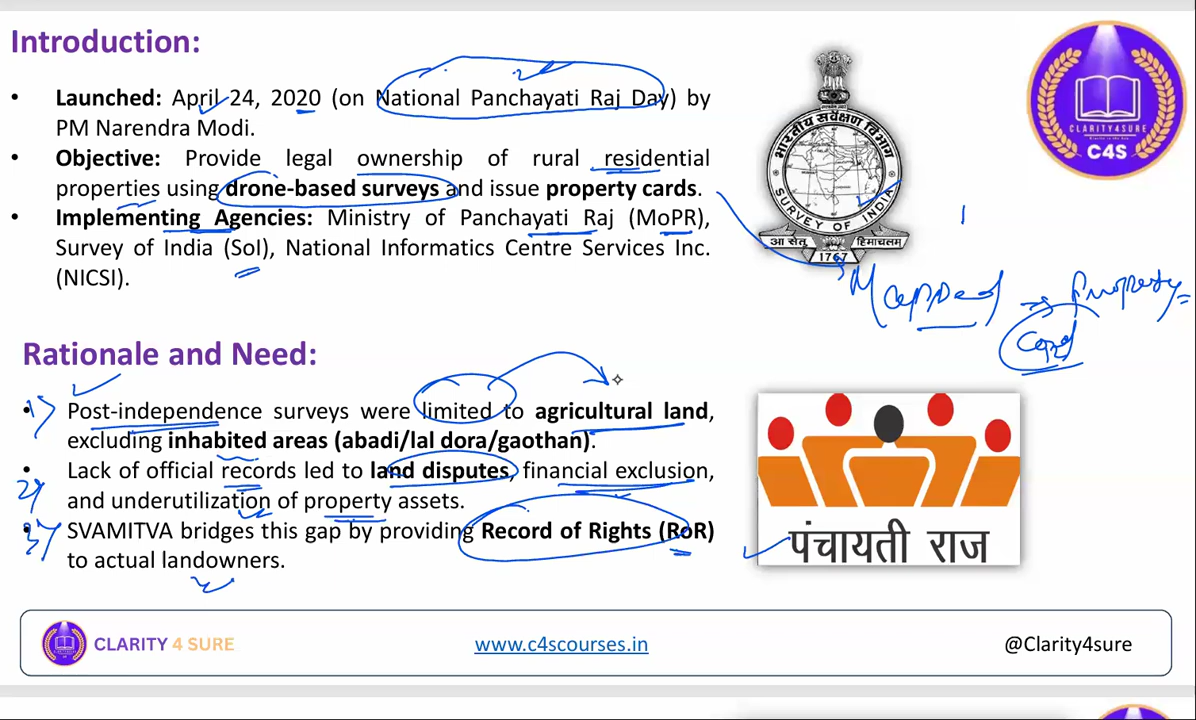 Introduction:
• Launched: April 24, 2020 (on National Panchayati Raj Day) by
PM Narendra Modi.
• Objective: Provide legal ownership of rural residential
properties using drone-based surveys and issue property cards.
• Implementing Agencies: Ministry of Panchayati Raj (MoPR),
Survey of India (SoI), National Informatics Centre Services Inc.
(NICSI).
भारतीय सर्वेक्षण विभाग
SURVEY OF INDIA
आ सेतु हिमाचलम्
1767
CLARITY4SURE
C4S
Mapped → Property
Card
Rationale and Need:
1) Post-independence surveys were limited to agricultural land,
excluding inhabited areas (abadi/lal dora/gaothan).
2) Lack of official records led to land disputes, financial exclusion,
and underutilization of property assets.
3) SVAMITVA bridges this gap by providing Record of Rights (RoR)
to actual landowners.
पंचायती राज
CLARITY 4 SURE
www.c4scourses.in
@Clarity4sure